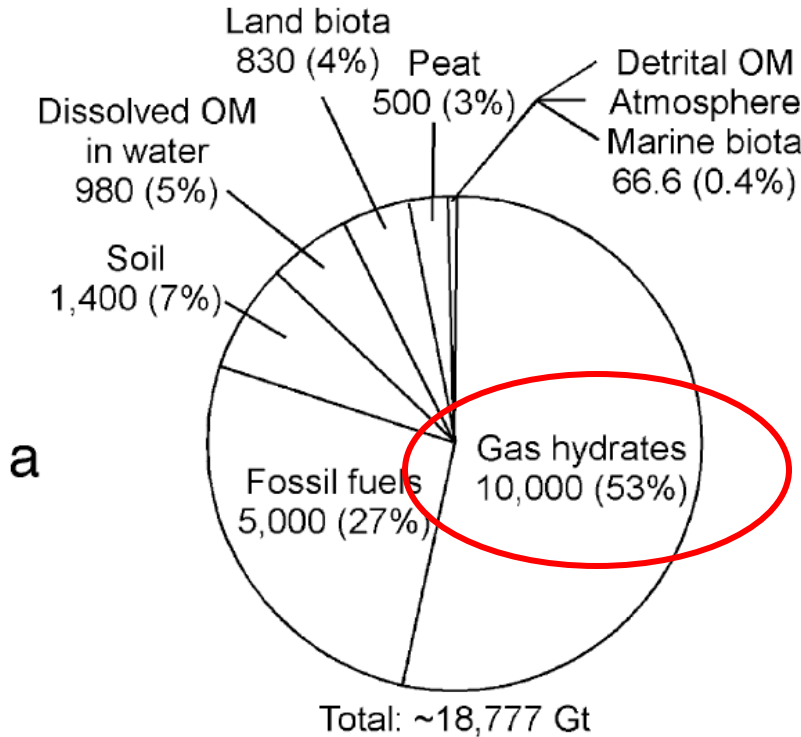 Land biota
830 (4%)
Peat
500 (3%)
Detrital OM
Atmosphere
Marine biota
66.6 (0.4%)
Dissolved OM
in water
980 (5%)
Soil
1,400 (7%)
a
Fossil fuels
5,000 (27%)
Gas hydrates
10,000 (53%)
Total: ~18,777 Gt